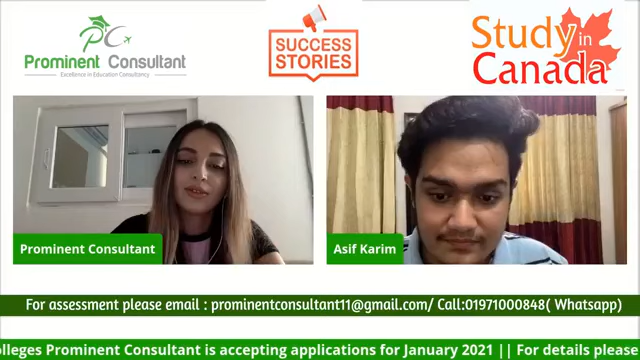 Prominent Consultant
Excellence in Education Consultancy
SUCCESS
STORIES
Study in
Canada
Prominent Consultant
Asif Karim
For assessment please email : prominentconsultant11@gmail.com/ Call:01971000848( Whatsapp)
lleges Prominent Consultant is accepting applications for January 2021 || For details please